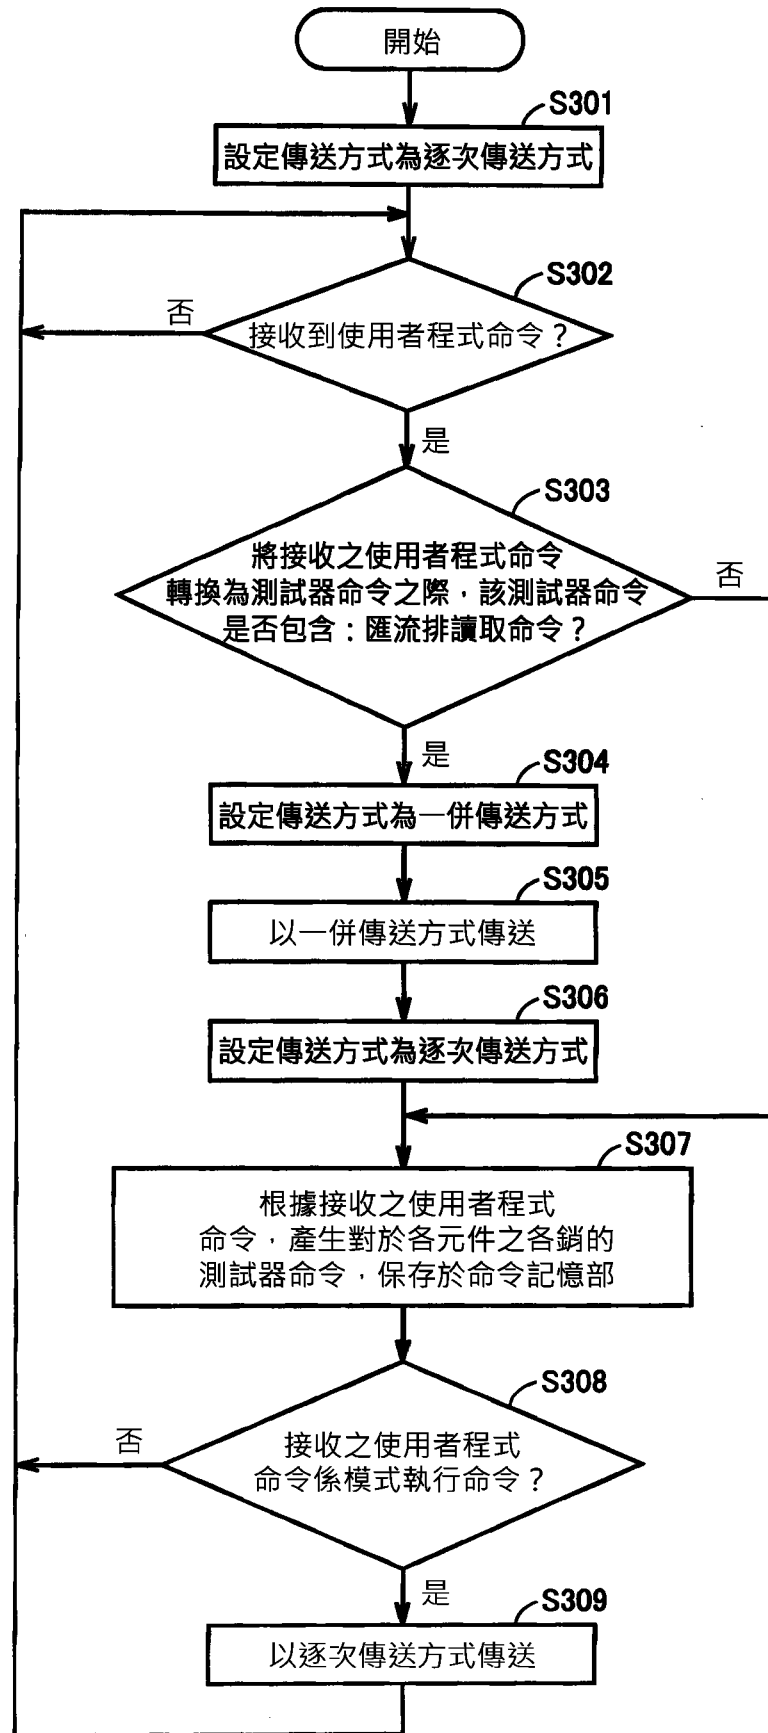 開始
S301
設定傳送方式為逐次傳送方式
S302
否
接收到使用者程式命令？
是
S303
將接收之使用者程式命令
轉換為測試器命令之際，該測試器命令
是否包含：匯流排讀取命令？
否
是
S304
設定傳送方式為一併傳送方式
S305
以一併傳送方式傳送
S306
設定傳送方式為逐次傳送方式
S307
根據接收之使用者程式
命令，產生對於各元件之各銷的
測試器命令，保存於命令記憶部
S308
否
接收之使用者程式
命令係模式執行命令？
是
S309
以逐次傳送方式傳送